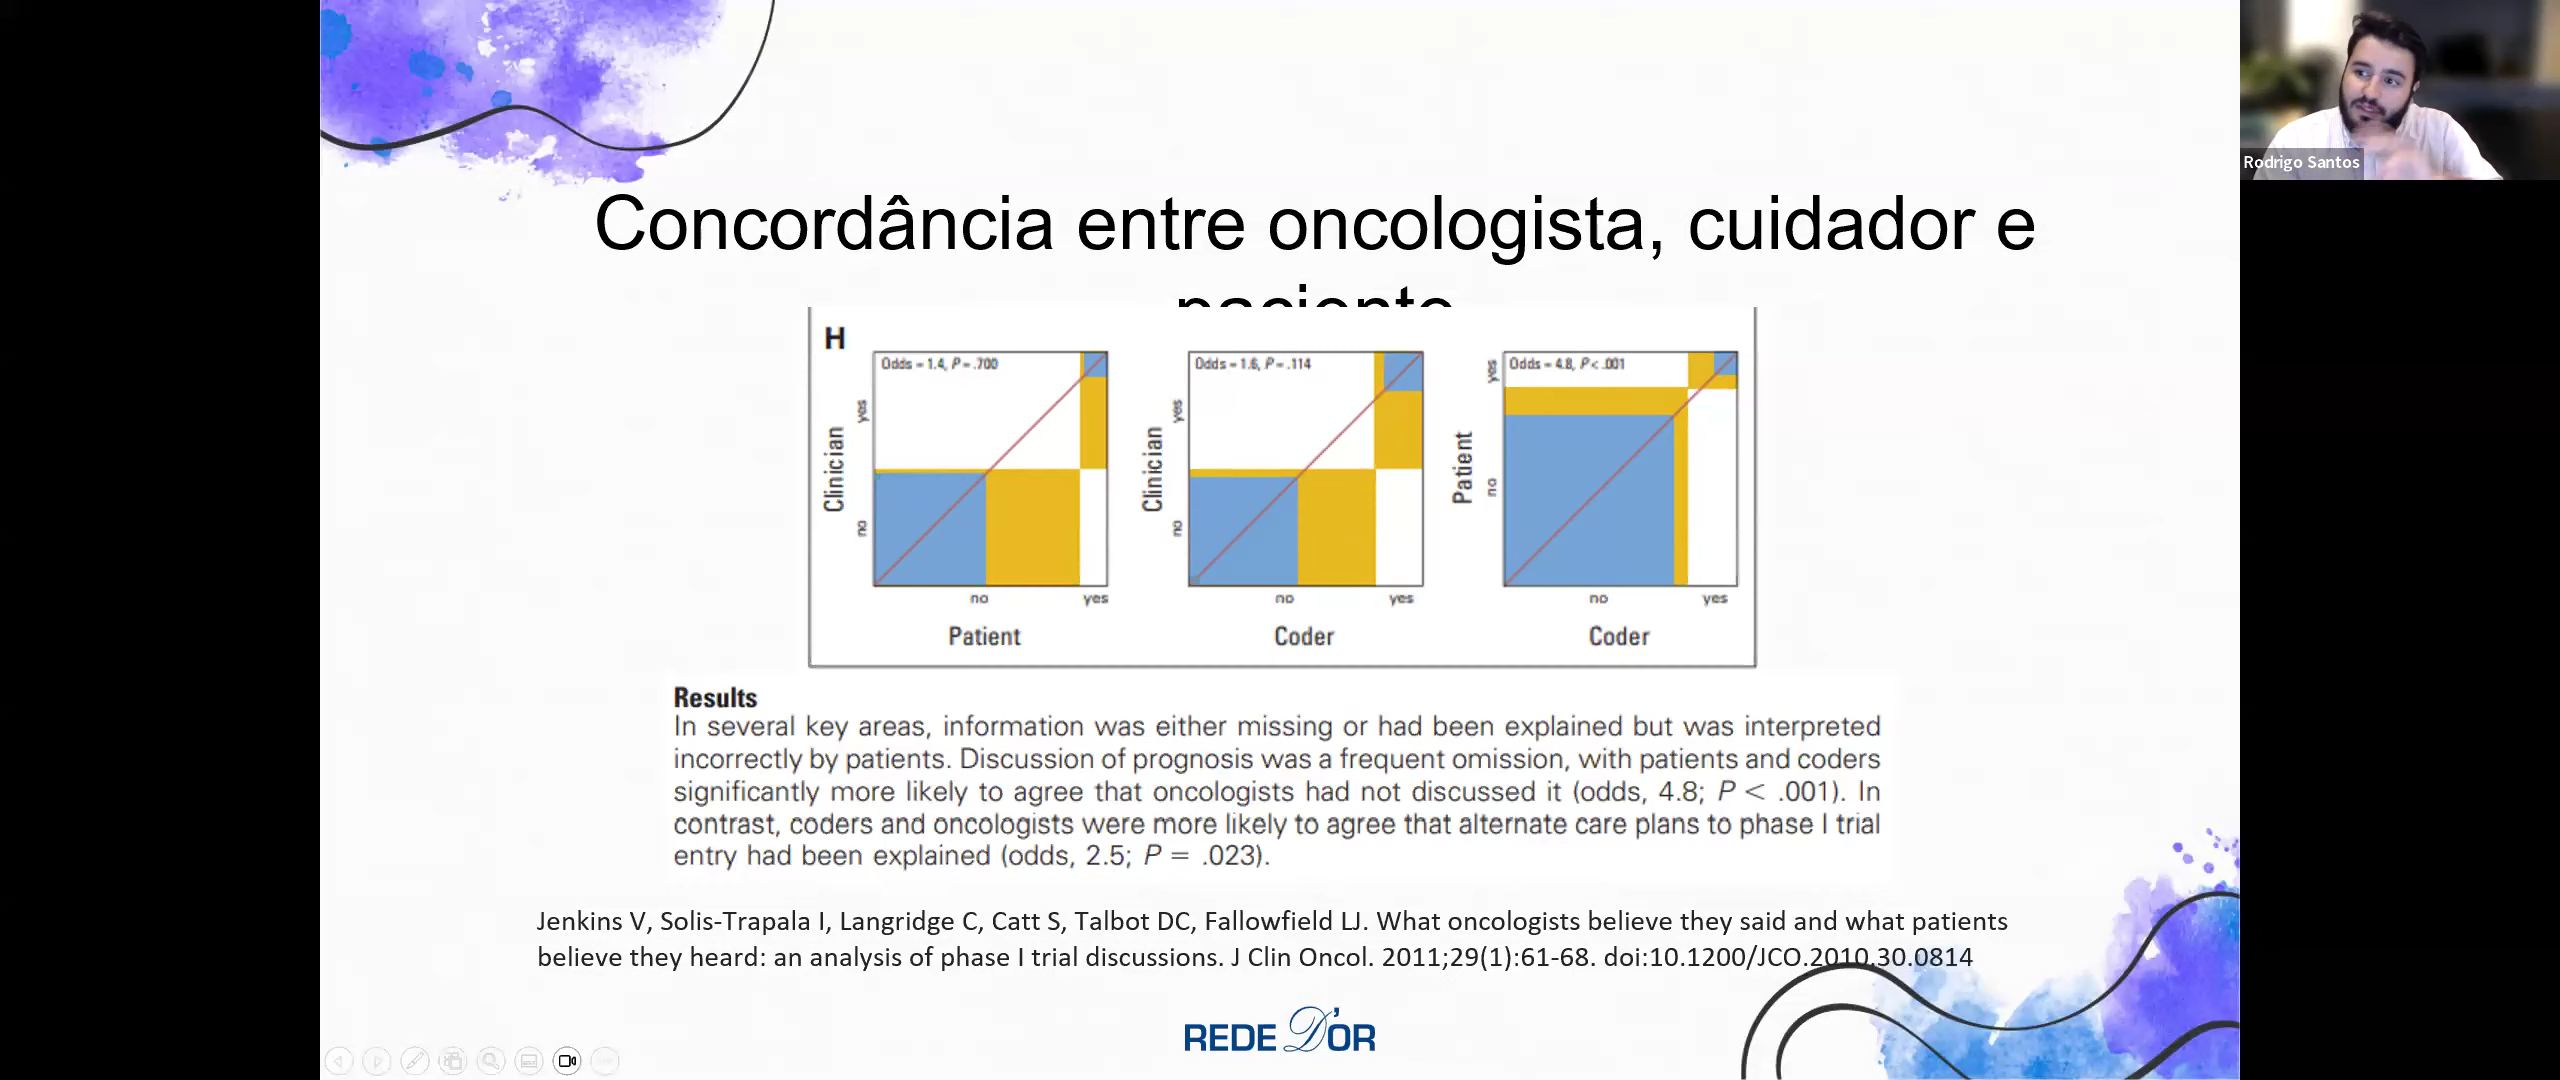 Rodrigo Santos
Concordância entre oncologista, cuidador e
paciente
H
Odds = 1.4, P = .700
Clinician
yes
no
no
yes
Patient
Odds = 1.6, P = .114
Clinician
yes
no
no
yes
Coder
Odds = 4.8, P < .001
Patient
yes
no
no
yes
Coder
Results
In several key areas, information was either missing or had been explained but was interpreted
incorrectly by patients. Discussion of prognosis was a frequent omission, with patients and coders
significantly more likely to agree that oncologists had not discussed it (odds, 4.8; P < .001). In
contrast, coders and oncologists were more likely to agree that alternate care plans to phase I trial
entry had been explained (odds, 2.5; P = .023).
Jenkins V, Solis-Trapala I, Langridge C, Catt S, Talbot DC, Fallowfield LJ. What oncologists believe they said and what patients
believe they heard: an analysis of phase I trial discussions. J Clin Oncol. 2011;29(1):61-68. doi:10.1200/JCO.2010.30.0814
REDE D'OR